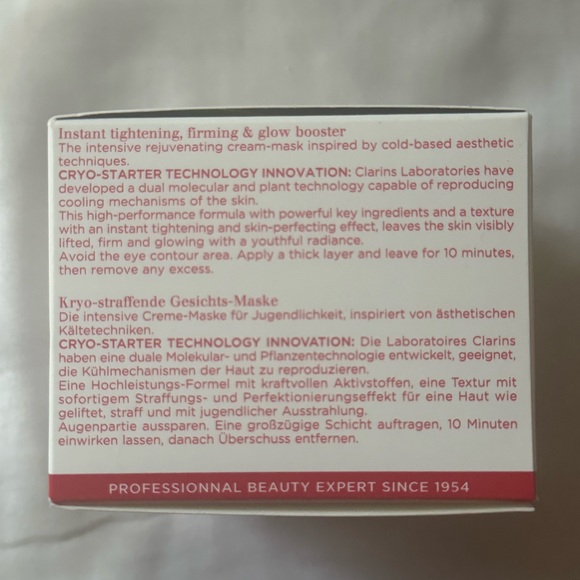 Instant tightening, firming & glow booster
The intensive rejuvenating cream-mask inspired by cold-based aesthetic
techniques.
CRYO-STARTER TECHNOLOGY INNOVATION: Clarins Laboratories have
developed a dual molecular and plant technology capable of reproducing
cooling mechanisms of the skin.
This high-performance formula with powerful key ingredients and a texture
with an instant tightening and skin-perfecting effect, leaves the skin visibly
lifted, firm and glowing with a youthful radiance.
Avoid the eye contour area. Apply a thick layer and leave for 10 minutes,
then remove any excess.
Kryo-straffende Gesichts-Maske
Die intensive Creme-Maske für Jugendlichkeit, inspiriert von ästhetischen
Kältetechniken.
CRYO-STARTER TECHNOLOGY INNOVATION: Die Laboratoires Clarins
haben eine duale Molekular- und Pflanzentechnologie entwickelt, geeignet,
die Kühlmechanismen der Haut zu reproduzieren.
Eine Hochleistungs-Formel mit kraftvollen Aktivstoffen, eine Textur mit
sofortigem Straffungs- und Perfektionierungseffekt für eine Haut wie
geliftet, straff und mit jugendlicher Ausstrahlung.
Augenpartie aussparen. Eine großzügige Schicht auftragen, 10 Minuten
einwirken lassen, danach Überschuss entfernen.
PROFESSIONNAL BEAUTY EXPERT SINCE 1954